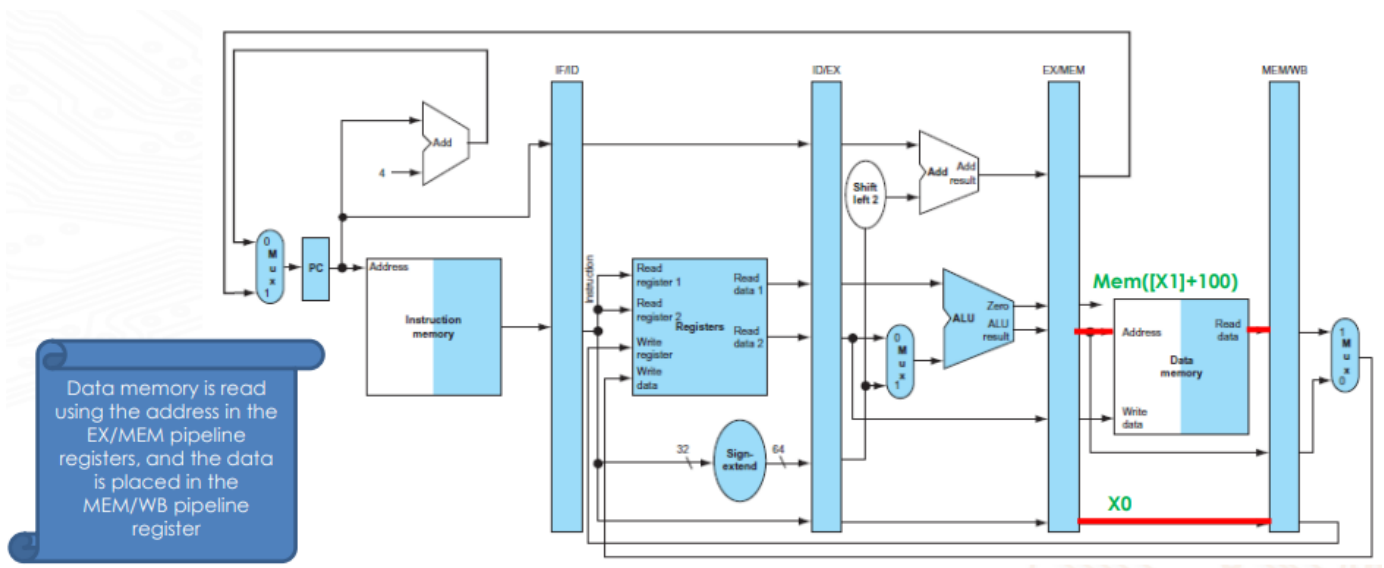 IF/ID
ID/EX
EX/MEM
MEM/WB
Add
4
Shift
left 2
Add
Add
result
0
M
u
x
1
PC
Address
Instruction
memory
Instruction
Read
register 1
Read
register 2
Write
register
Write
data
Registers
Read
data 1
Read
data 2
0
M
u
x
1
ALU
Zero
ALU
result
Mem([X1]+100)
Address
Read
data
Data
memory
Write
data
1
M
u
x
0
32
Sign-
extend
64
X0
Data memory is read
using the address in the
EX/MEM pipeline
registers, and the data
is placed in the
MEM/WB pipeline
register